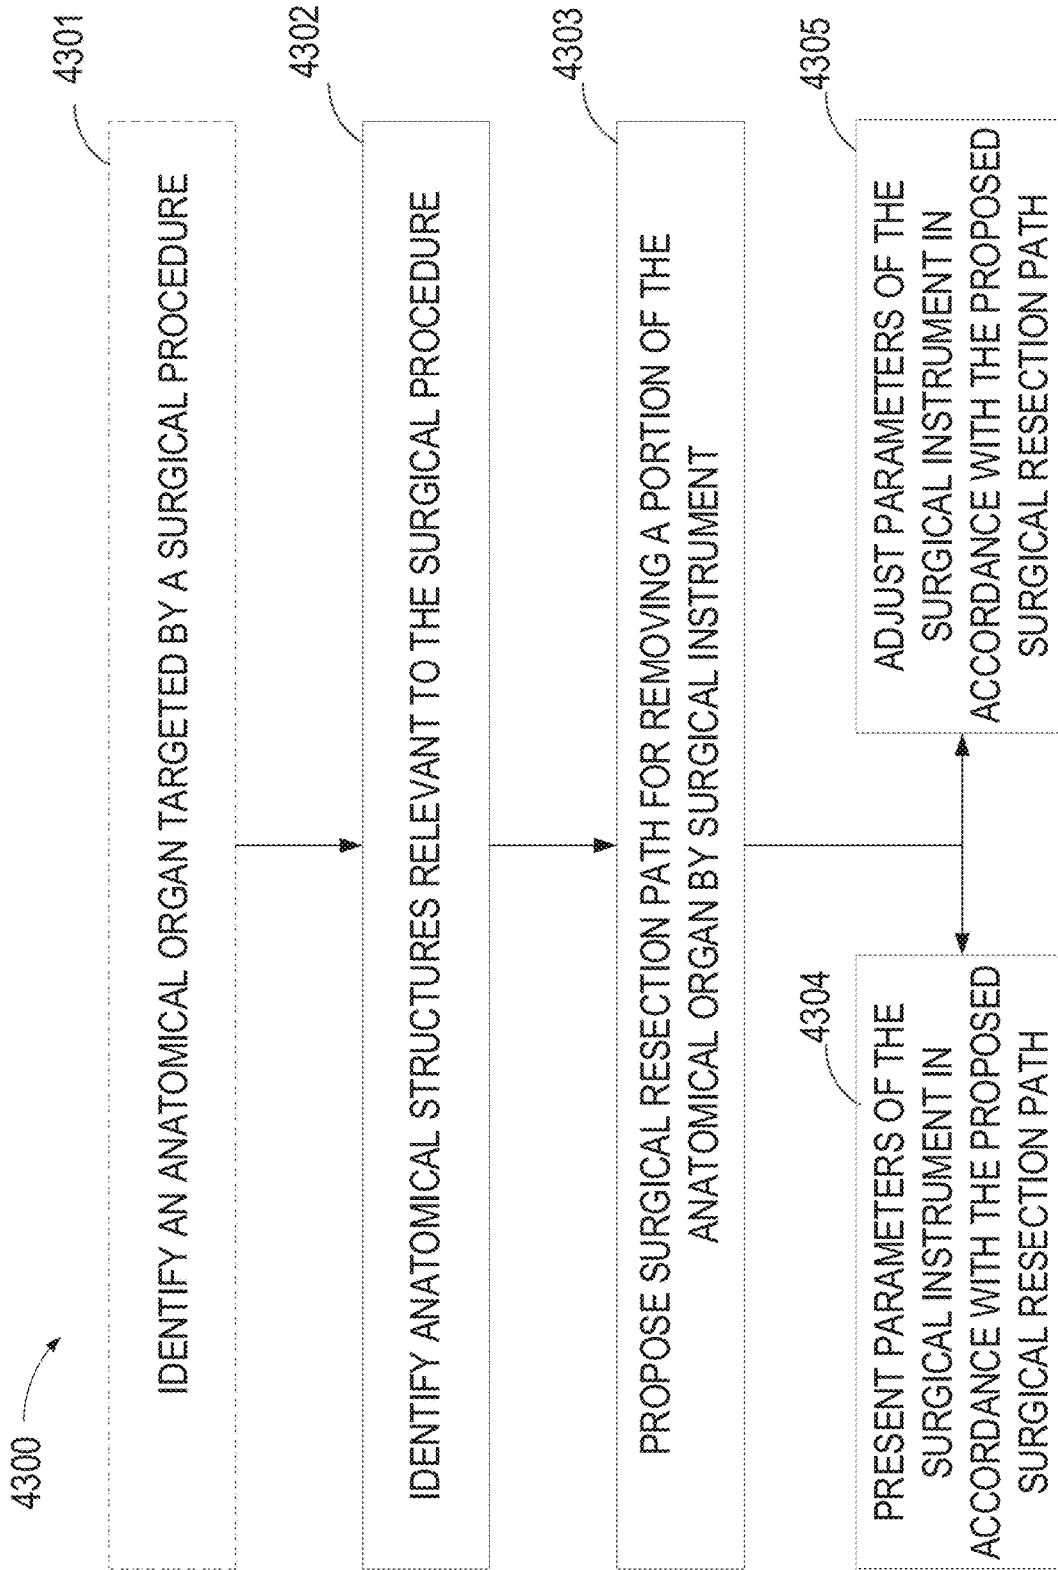 4300
4301
IDENTIFY AN ANATOMICAL ORGAN TARGETED BY A SURGICAL PROCEDURE
4302
IDENTIFY ANATOMICAL STRUCTURES RELEVANT TO THE SURGICAL PROCEDURE
4303
PROPOSE SURGICAL RESECTION PATH FOR REMOVING A PORTION OF THE
ANATOMICAL ORGAN BY SURGICAL INSTRUMENT
4304
PRESENT PARAMETERS OF THE
SURGICAL INSTRUMENT IN
ACCORDANCE WITH THE PROPOSED
SURGICAL RESECTION PATH
4305
ADJUST PARAMETERS OF THE
SURGICAL INSTRUMENT IN
ACCORDANCE WITH THE PROPOSED
SURGICAL RESECTION PATH